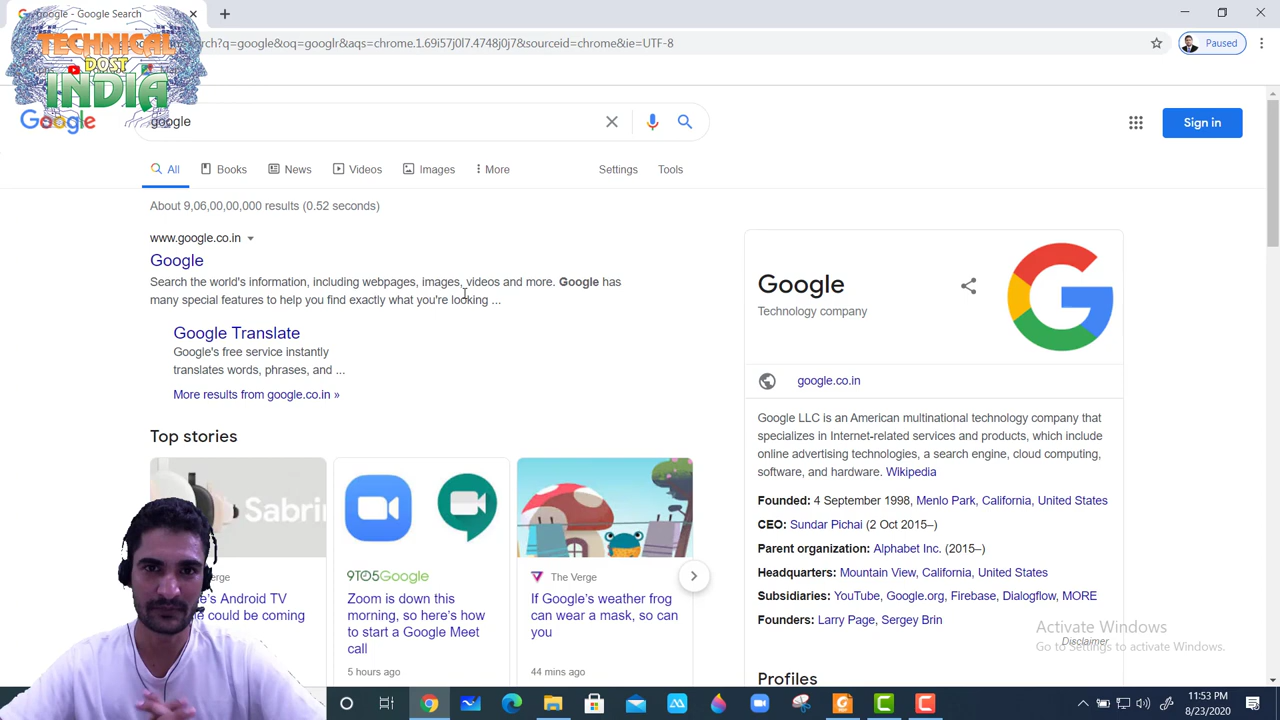 google - Google Search
TECHNICAL
DOST
INDIA
search?q=google&oq=googlr&aqs=chrome.1.69i57j0l7.4748j0j7&sourceid=chrome&ie=UTF-8
Paused
Google
google
Sign in
All
Books
News
Videos
Images
More
Settings
Tools
About 9,06,00,00,000 results (0.52 seconds)
www.google.co.in
Google
Search the world's information, including webpages, images, videos and more. Google has
many special features to help you find exactly what you're looking ...
Google Translate
Google's free service instantly
translates words, phrases, and ...
More results from google.co.in »
Top stories
Sabrin
erge
's Android TV
e could be coming
9TO5Google
Zoom is down this
morning, so here's how
to start a Google Meet
call
5 hours ago
The Verge
If Google's weather frog
can wear a mask, so can
you
44 mins ago
Google
Technology company
google.co.in
Google LLC is an American multinational technology company that
specializes in Internet-related services and products, which include
online advertising technologies, a search engine, cloud computing,
software, and hardware. Wikipedia
Founded: 4 September 1998, Menlo Park, California, United States
CEO: Sundar Pichai (2 Oct 2015–)
Parent organization: Alphabet Inc. (2015–)
Headquarters: Mountain View, California, United States
Subsidiaries: YouTube, Google.org, Firebase, Dialogflow, MORE
Founders: Larry Page, Sergey Brin
Disclaimer
Profiles
Activate Windows
Go to Settings to activate Windows.
11:53 PM
8/23/2020